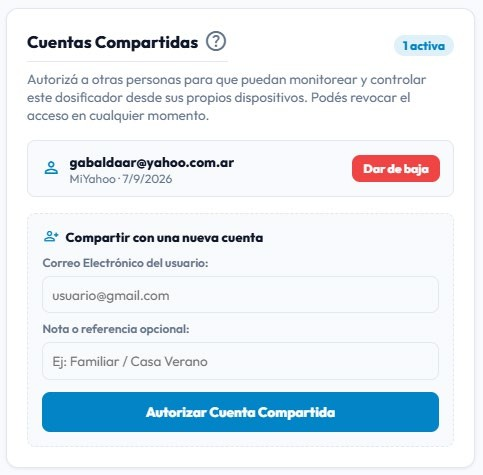 Cuentas Compartidas ?
1 activa
Autorizá a otras personas para que puedan monitorear y controlar
este dosificador desde sus propios dispositivos. Podés revocar el
acceso en cualquier momento.
gabaldaar@yahoo.com.ar
MiYahoo · 7/9/2026
Dar de baja
Compartir con una nueva cuenta
Correo Electrónico del usuario:
usuario@gmail.com
Nota o referencia opcional:
Ej: Familiar / Casa Verano
Autorizar Cuenta Compartida